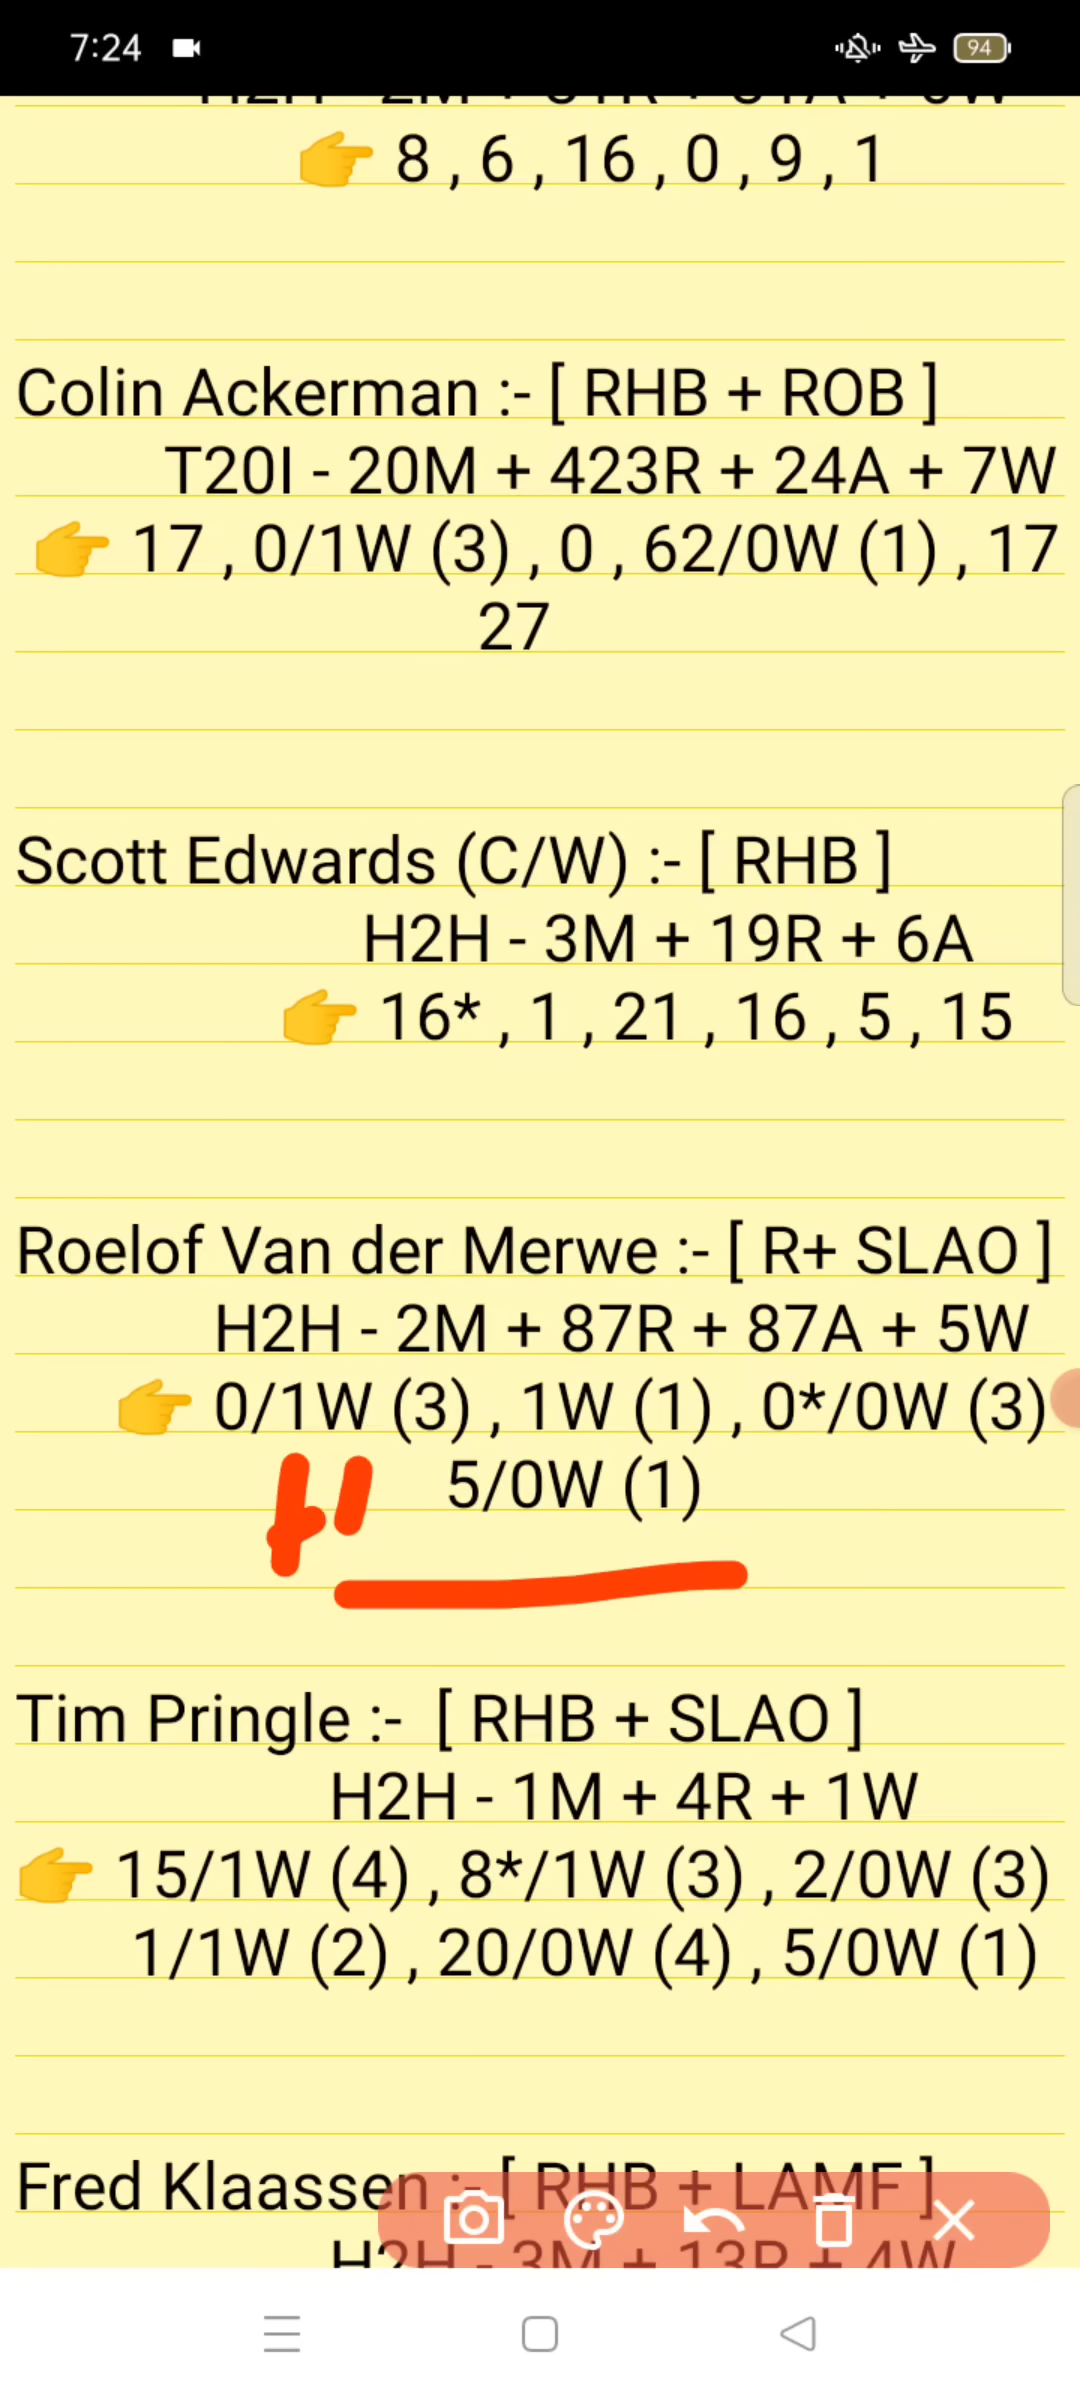 7:24
94
👉 8 , 6 , 16 , 0 , 9 , 1
Colin Ackerman :- [ RHB + ROB ]
T20I - 20M + 423R + 24A + 7W
👉 17 , 0/1W (3) , 0 , 62/0W (1) , 17
27
Scott Edwards (C/W) :- [ RHB ]
H2H - 3M + 19R + 6A
👉 16* , 1 , 21 , 16 , 5 , 15
Roelof Van der Merwe :- [ R+ SLAO ]
H2H - 2M + 87R + 87A + 5W
👉 0/1W (3) , 1W (1) , 0*/0W (3)
5/0W (1)
Tim Pringle :- [ RHB + SLAO ]
H2H - 1M + 4R + 1W
👉 15/1W (4) , 8*/1W (3) , 2/0W (3)
1/1W (2) , 20/0W (4) , 5/0W (1)
Fred Klaassen :- [ RHB + LAMF ]
H2H - 3M + 13R + 4W